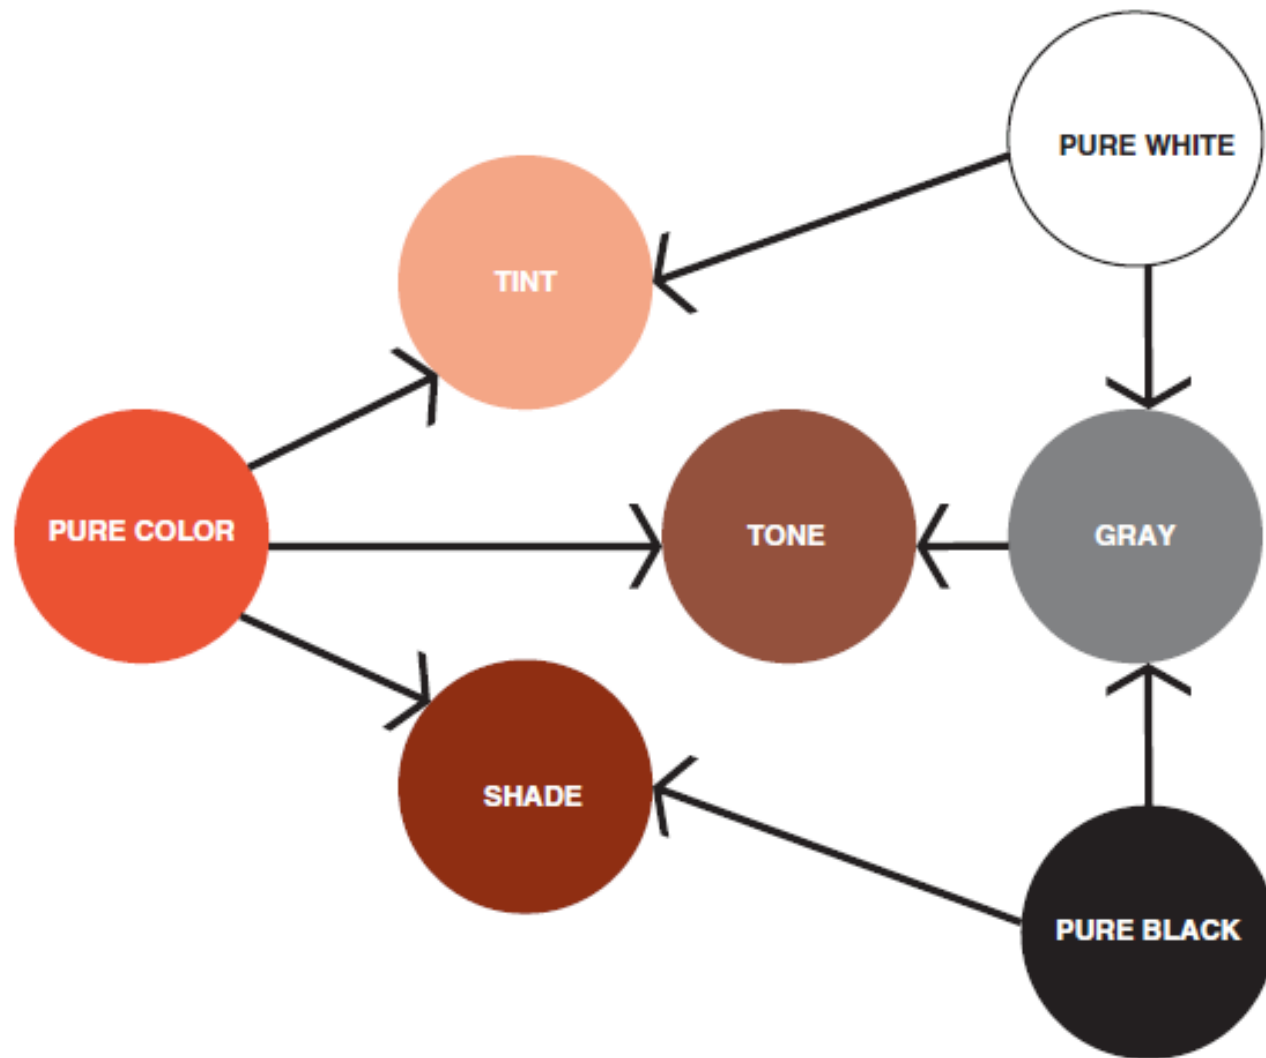 PURE WHITE
TINT
PURE COLOR
TONE
GRAY
SHADE
PURE BLACK